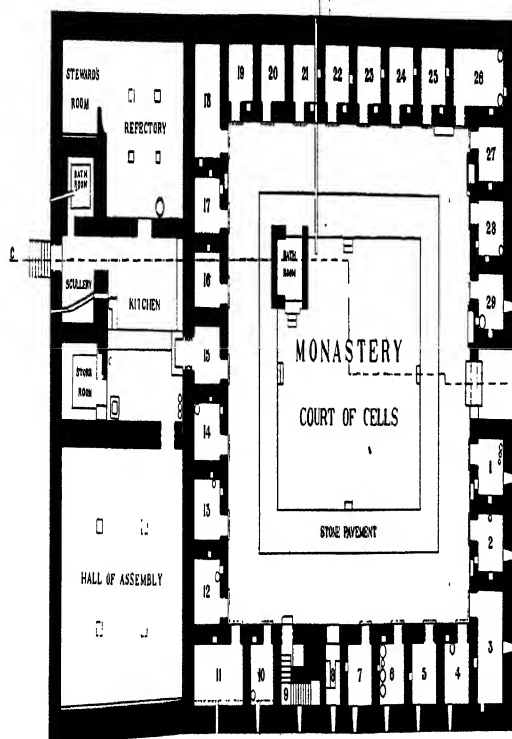 19 20 21 22 23 24 25 26
18
STEWARD'S
ROOM
REFECTORY
27
BATH
ROOM
17
28
C
BATH
ROOM
16
SCULLERY
KITCHEN
29
MONASTERY
15
STORE
ROOM
COURT OF CELLS
14
1
13
2
STONE PAVEMENT
HALL OF ASSEMBLY
12
3
11 10 9 8 7 6 5 4